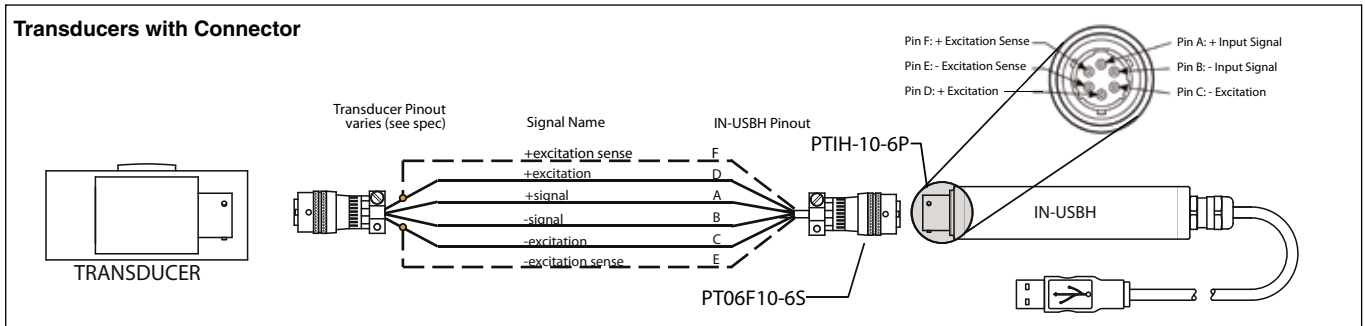 Transducers with Connector
Pin F: + Excitation Sense
Pin E: - Excitation Sense
Pin D: + Excitation
Pin A: + Input Signal
Pin B: - Input Signal
Pin C: - Excitation
Transducer Pinout
varies (see spec)
Signal Name
IN-USBH Pinout
PTIH-10-6P
+excitation sense F
+excitation D
+signal A
-signal B
-excitation C
-excitation sense E
IN-USBH
TRANSDUCER
PT06F10-6S